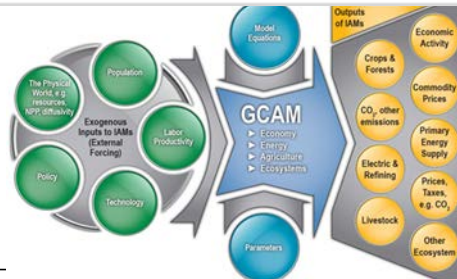 The Physical
World, e.g.
resources,
NPP, diffusivity
Population
Exogenous
Inputs to IAMs
(External
Forcing)
Labor
Productivity
Policy
Technology
Model
Equations
GCAM
► Economy
► Energy
► Agriculture
► Ecosystems
Parameters
Outputs
of IAMs
Economic
Activity
Crops &
Forests
Commodity
Prices
CO2, other
emissions
Primary
Energy
Supply
Electric &
Refining
Prices,
Taxes,
e.g. CO2
Livestock
Other
Ecosystem